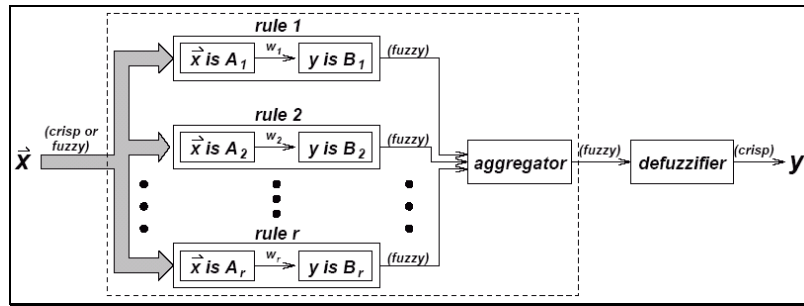 rule 1
x⃗ is A₁ w₁ y is B₁ (fuzzy)
rule 2
(crisp or
fuzzy)
x⃗
x⃗ is A₂ w₂ y is B₂ (fuzzy)
aggregator (fuzzy) defuzzifier (crisp) y
rule r
x⃗ is Aᵣ wᵣ y is Bᵣ (fuzzy)